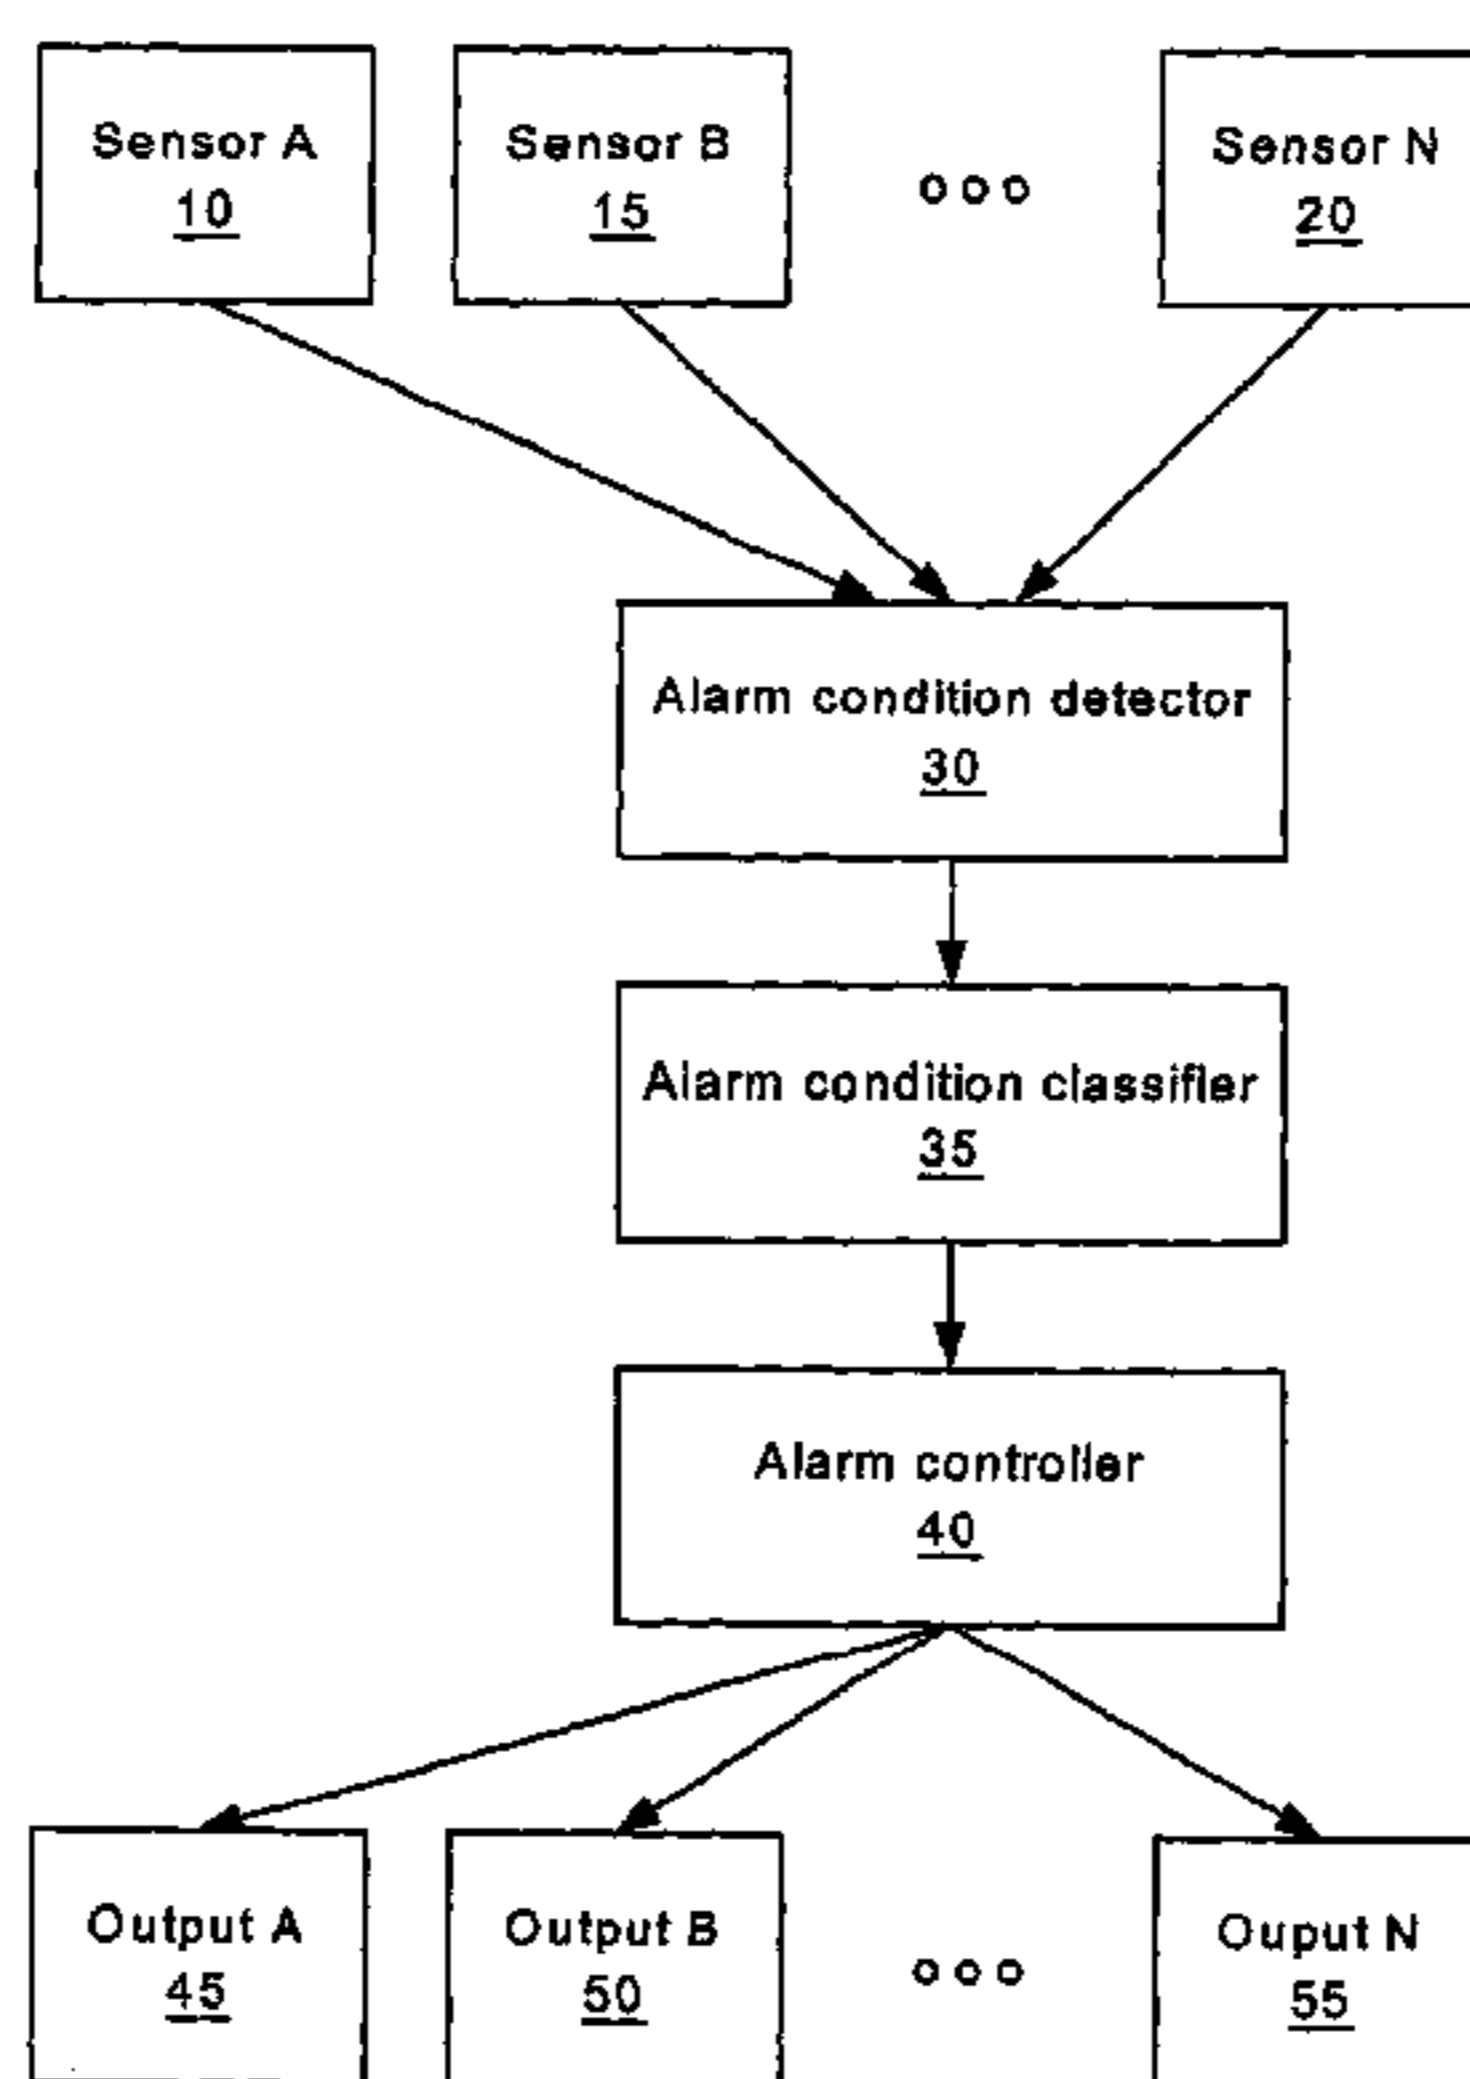 Sensor A
10
Sensor B
15
Sensor N
20
Alarm condition detector
30
Alarm condition classifier
35
Alarm controller
40
Output A
45
Output B
50
Ouput N
55